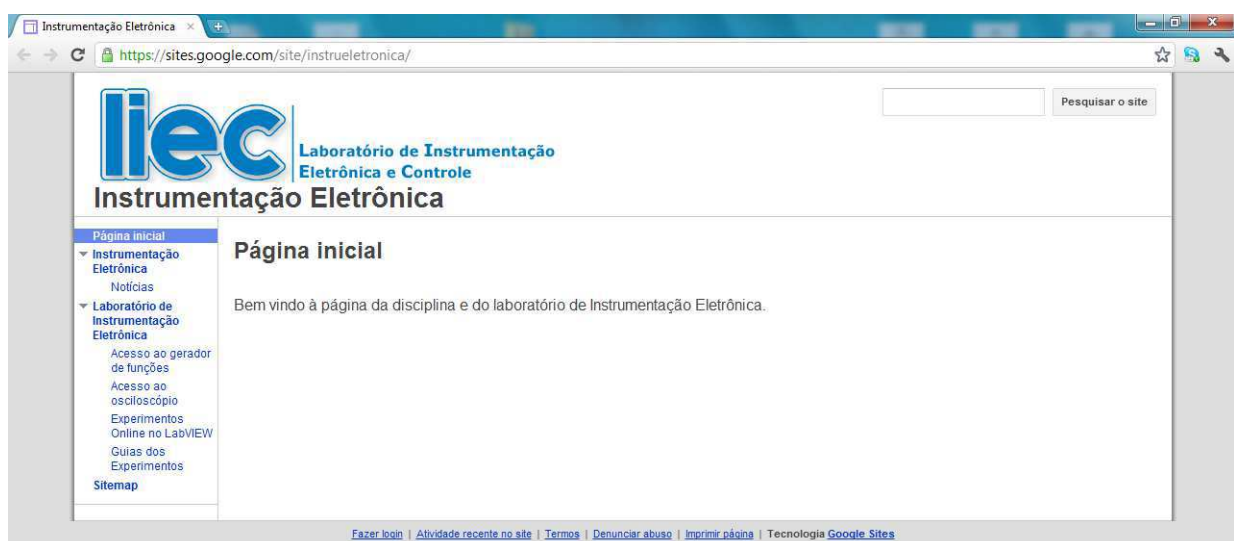 Instrumentação Eletrônica
https://sites.google.com/site/instrueletronica/
liec
Laboratório de Instrumentação
Eletrônica e Controle
Pesquisar o site
Instrumentação Eletrônica
Página inicial
Instrumentação
Eletrônica
Notícias
Laboratório de
Instrumentação
Eletrônica
Acesso ao gerador
de funções
Acesso ao
osciloscópio
Experimentos
Online no LabVIEW
Guias dos
Experimentos
Sitemap
Página inicial
Bem vindo à página da disciplina e do laboratório de Instrumentação Eletrônica.
Fazer login | Atividade recente no site | Termos | Denunciar abuso | Imprimir página | Tecnologia Google Sites